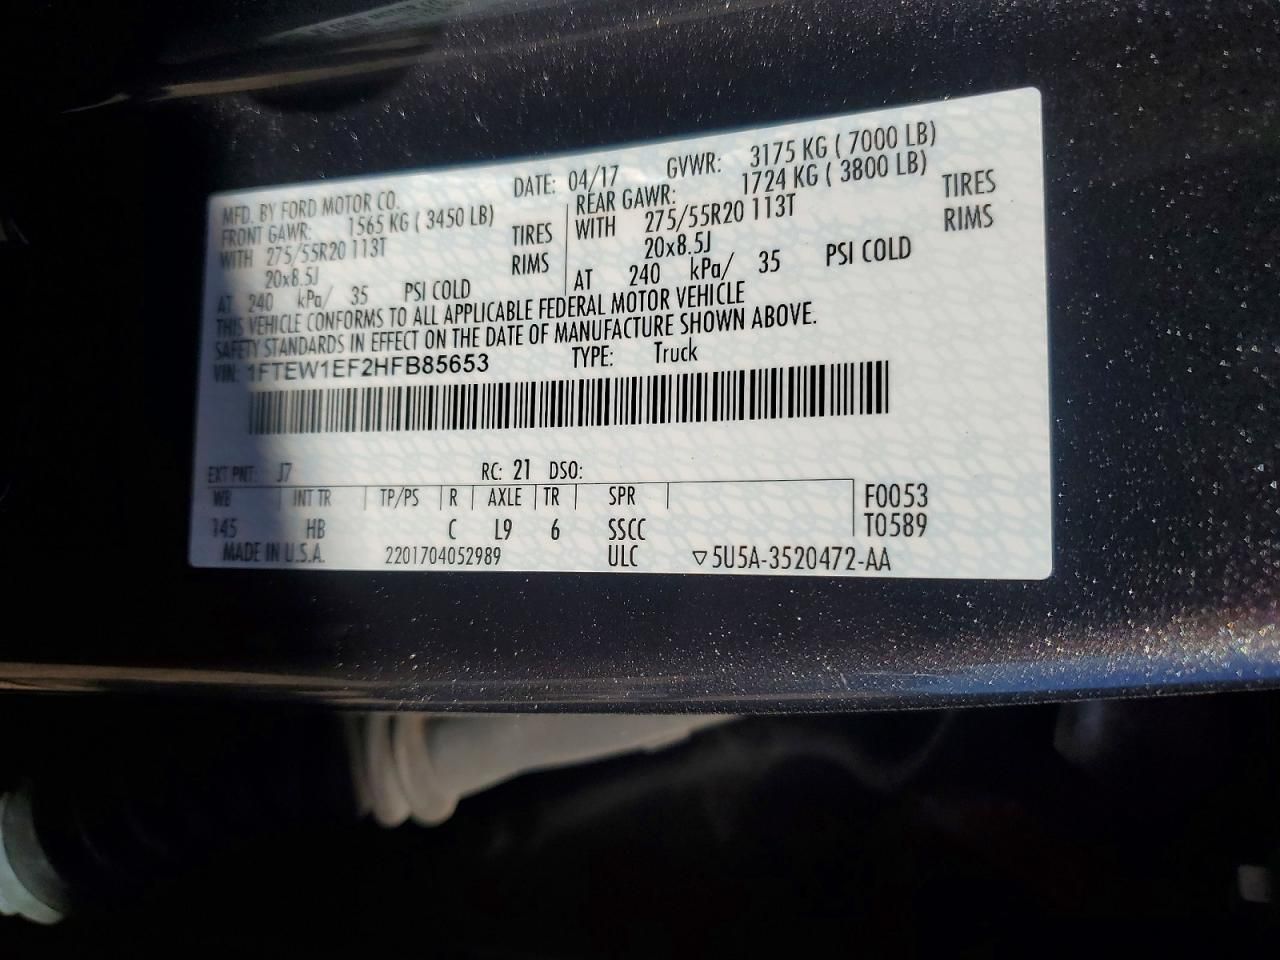 MFD. BY FORD MOTOR CO. DATE: 04/17 GVWR: 3175 KG ( 7000 LB)
FRONT GAWR: 1565 KG ( 3450 LB) REAR GAWR: 1724 KG ( 3800 LB)
WITH 275/55R20 113T TIRES WITH 275/55R20 113T TIRES
20x8.5J RIMS 20x8.5J RIMS
AT 240 kPa/ 35 PSI COLD AT 240 kPa/ 35 PSI COLD
THIS VEHICLE CONFORMS TO ALL APPLICABLE FEDERAL MOTOR VEHICLE
SAFETY STANDARDS IN EFFECT ON THE DATE OF MANUFACTURE SHOWN ABOVE.
VIN: 1FTEW1EF2HFB85653 TYPE: Truck
EXT PNT: J7 RC: 21 DSO:
WB INT TR TP/PS R AXLE TR SPR F0053
145 HB C L9 6 SSCC T0589
MADE IN U.S.A. 2201704052989 ULC ▽5U5A-3520472-AA